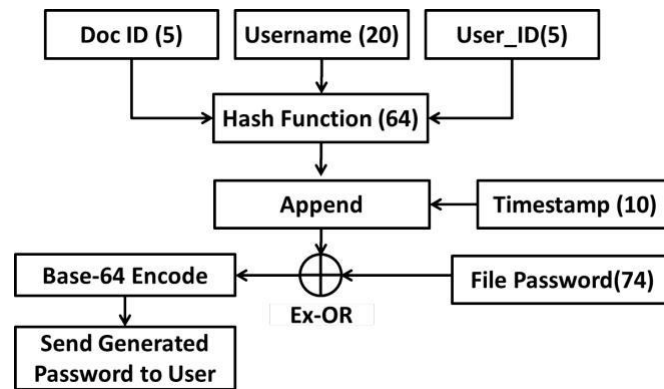 Doc ID (5)
Username (20)
User_ID(5)
Hash Function (64)
Append
Timestamp (10)
Base-64 Encode
File Password(74)
Ex-OR
Send Generated
Password to User